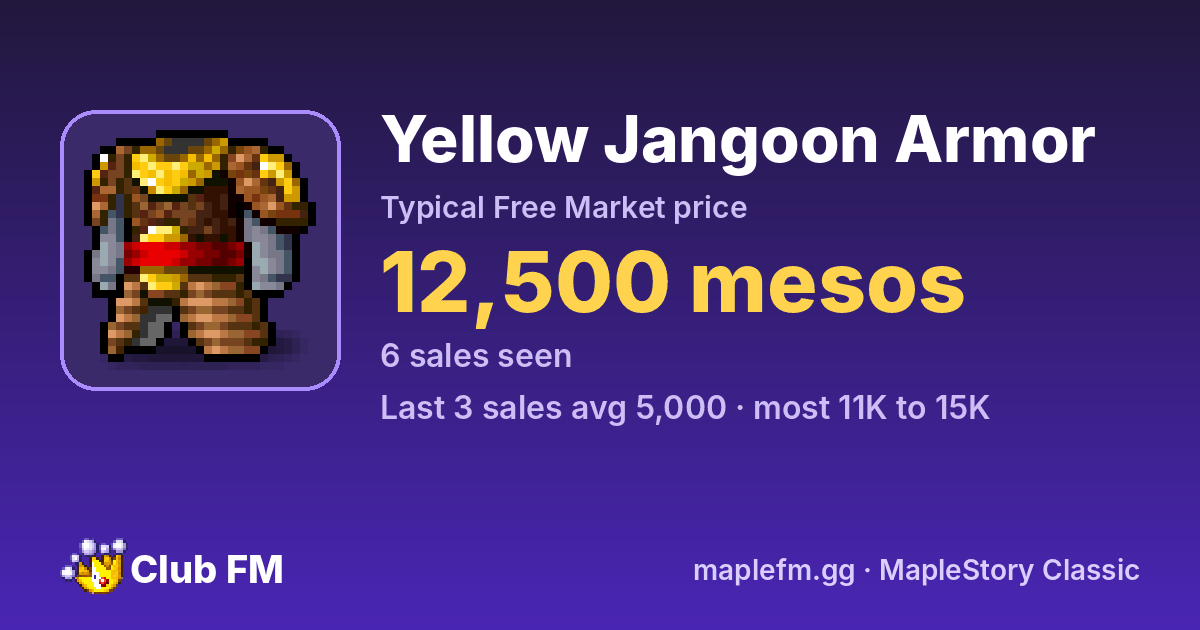 Yellow Jangoon Armor
Typical Free Market price
12,500 mesos
6 sales seen
Last 3 sales avg 5,000 · most 11K to 15K
Club FM
maplefm.gg · MapleStory Classic